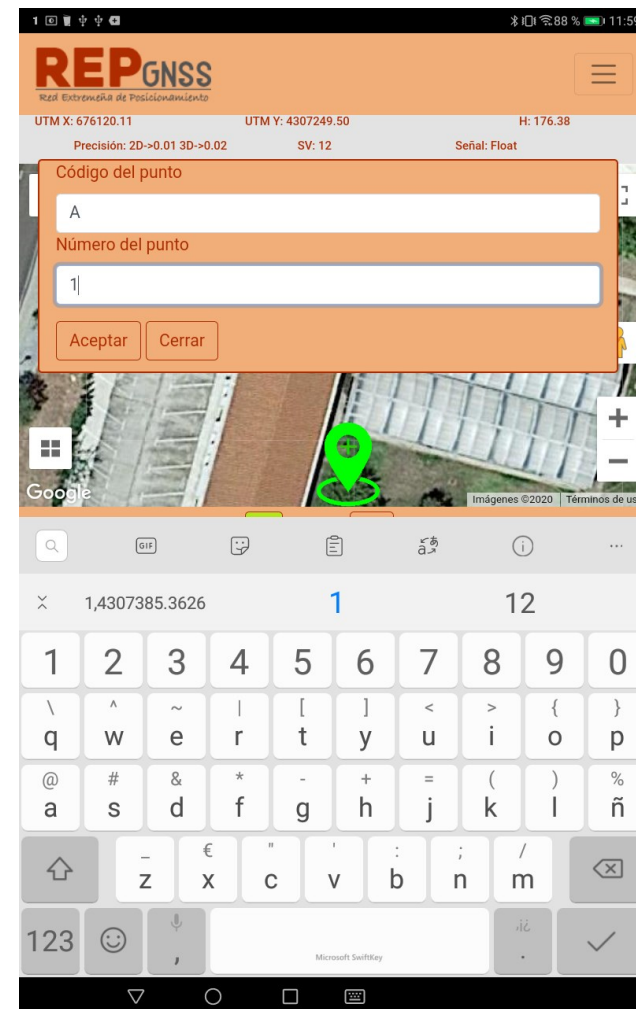 1 88 % 11:59
REPGNSS
Red Extremeña de Posicionamiento
UTM X: 676120.11 UTM Y: 4307249.50 H: 176.38
Precisión: 2D->0.01 3D->0.02 SV: 12 Señal: Float
Código del punto
A
Número del punto
1
Aceptar Cerrar
Google Imágenes ©2020 Términos de us
GIF
1,4307385.3626 1 12
1 2 3 4 5 6 7 8 9 0
\ ^ ~ | [ ] < > { }
q w e r t y u i o p
@ # & * - + = ( ) %
a s d f g h j k l ñ
_ € " ' : ; /
z x c v b n m
123 , Microsoft SwiftKey .